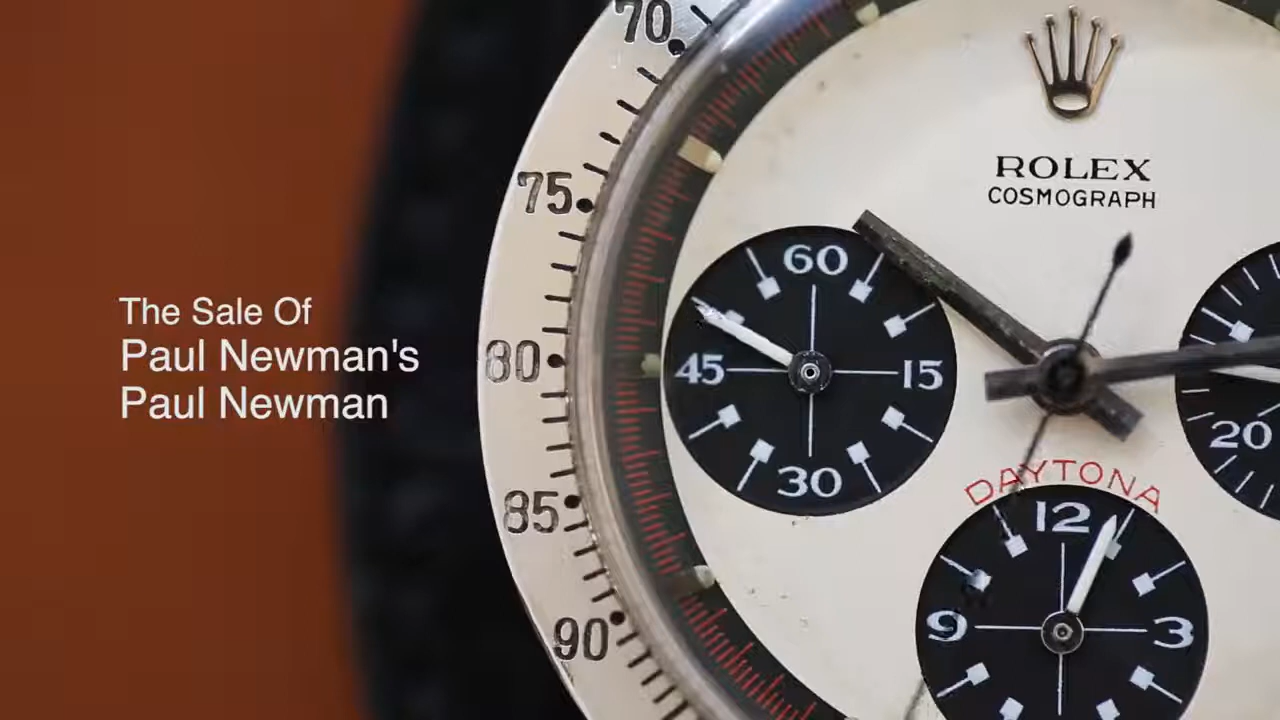 The Sale Of
Paul Newman's
Paul Newman
70
75
80
85
90
ROLEX
COSMOGRAPH
DAYTONA
60
15
30
45
20
12
3
9